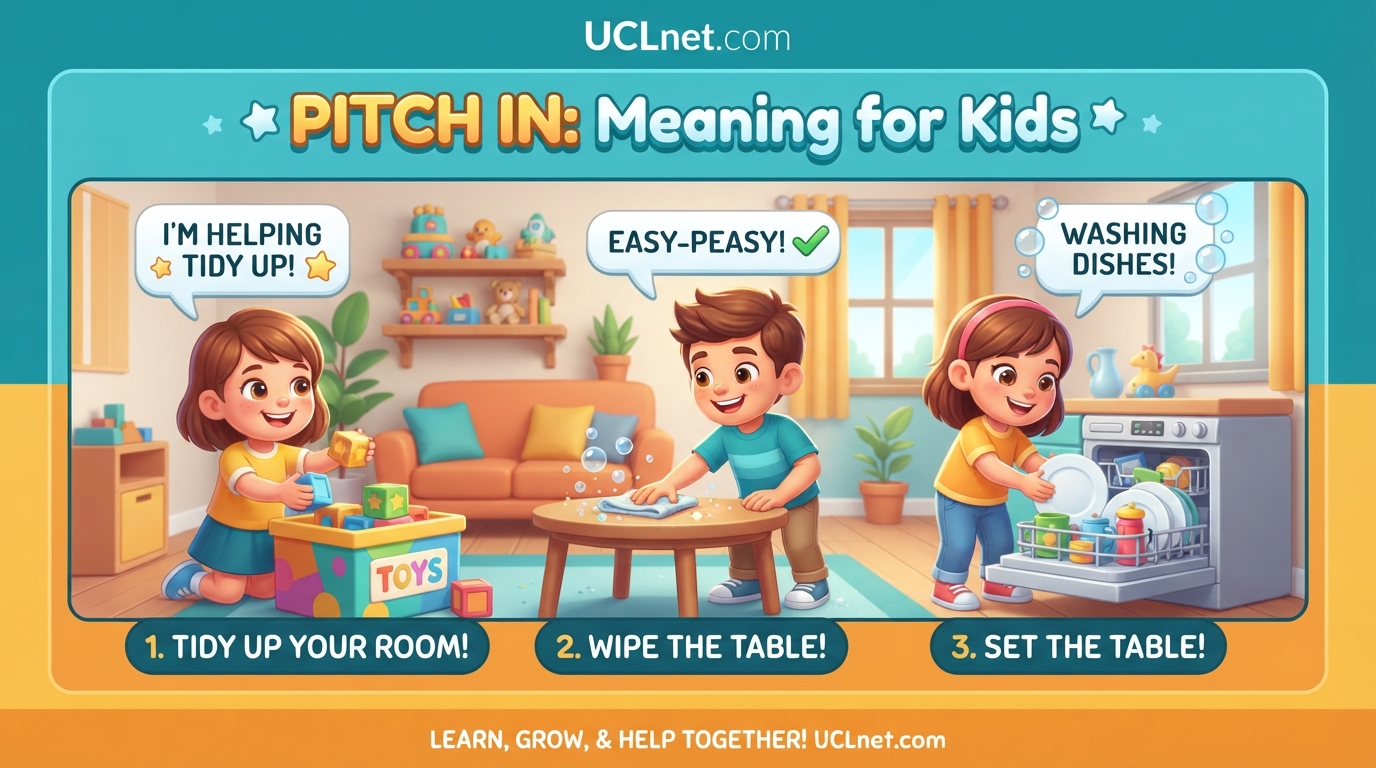 UCLnet.com
PITCH IN: Meaning for Kids
I'M HELPING
TIDY UP!
EASY-PEASY!
WASHING
DISHES!
TOYS
1. TIDY UP YOUR ROOM!
2. WIPE THE TABLE!
3. SET THE TABLE!
LEARN, GROW, & HELP TOGETHER! UCLnet.com